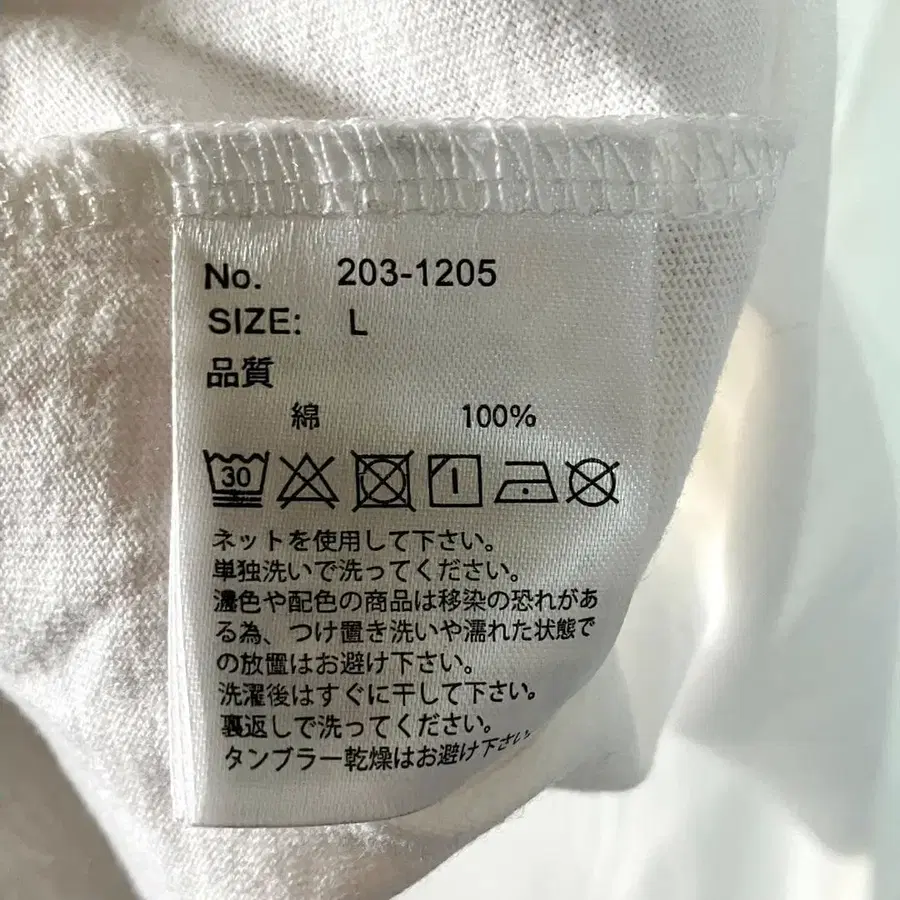 No. 203-1205
SIZE: L
品質
綿 100%
30
ネットを使用して下さい。
単独洗いで洗ってください。
濃色や配色の商品は移染の恐れがあ
る為、つけ置き洗いや濡れた状態で
の放置はお避け下さい。
洗濯後はすぐに干して下さい。
裏返しで洗ってください。
タンブラー乾燥はお避け下さい